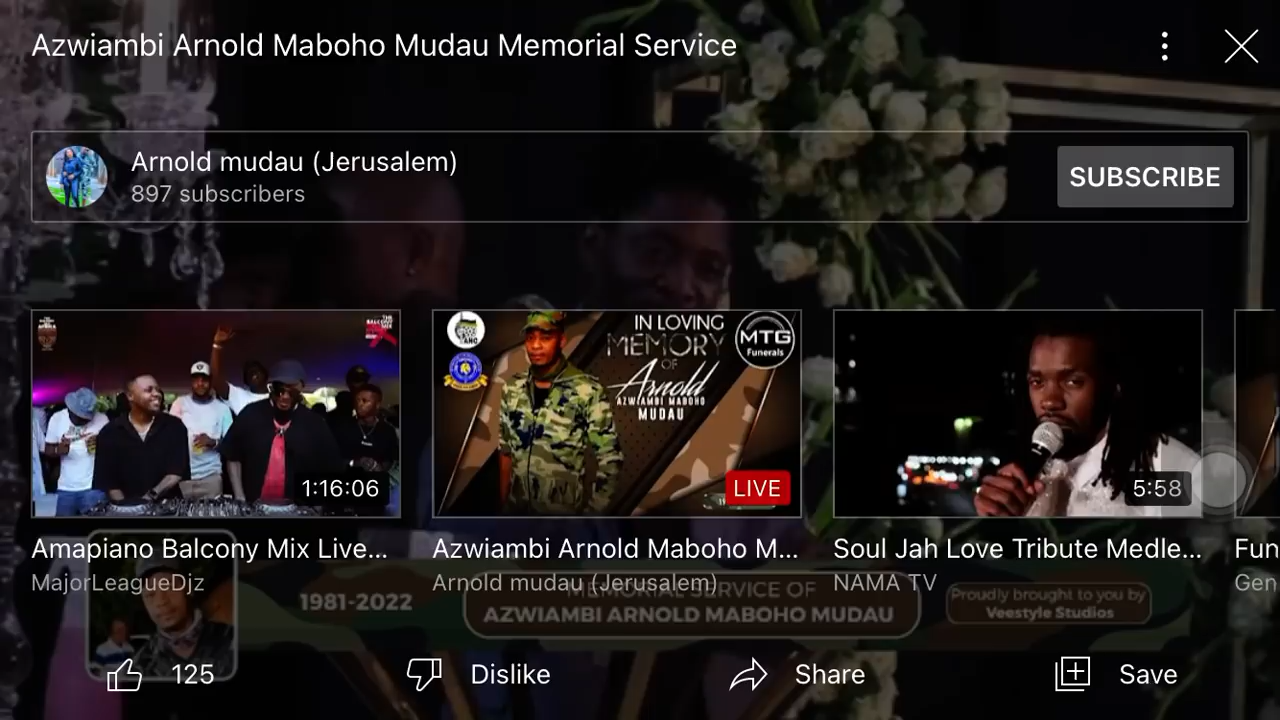 Azwiambi Arnold Maboho Mudau Memorial Service
Arnold mudau (Jerusalem)
897 subscribers
SUBSCRIBE
1:16:06
IN LOVING
MEMORY
OF
Arnold
AZWIAMBI MABOHO
MUDAU
MTG
Funerals
LIVE
5:58
Amapiano Balcony Mix Live...
MajorLeagueDjz
Azwiambi Arnold Maboho M...
Arnold mudau (Jerusalem)
Soul Jah Love Tribute Medle...
NAMA TV
Fun
Gen
1981-2022
MEMORIAL SERVICE OF
AZWIAMBI ARNOLD MABOHO MUDAU
Proudly brought to you by
Veestyle Studios
125
Dislike
Share
Save